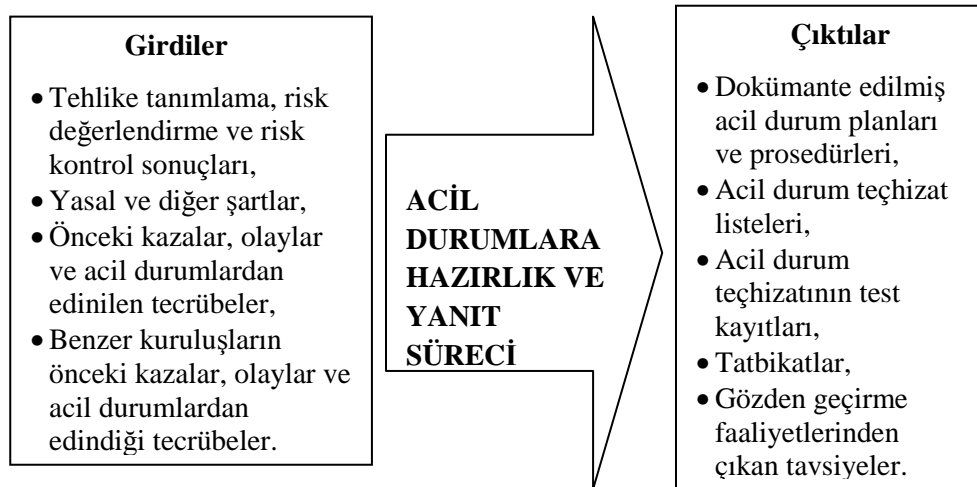 Girdiler
• Tehlike tanımlama, risk
değerlendirme ve risk
kontrol sonuçları,
• Yasal ve diğer şartlar,
• Önceki kazalar, olaylar
ve acil durumlardan
edinilen tecrübeler,
• Benzer kuruluşların
önceki kazalar, olaylar ve
acil durumlardan
edindiği tecrübeler.
ACİL
DURUMLARA
HAZIRLIK VE
YANIT
SÜRECİ
Çıktılar
• Dokümante edilmiş
acil durum planları
ve prosedürleri,
• Acil durum teçhizat
listeleri,
• Acil durum
teçhizatının test
kayıtları,
• Tatbikatlar,
• Gözden geçirme
faaliyetlerinden
çıkan tavsiyeler.